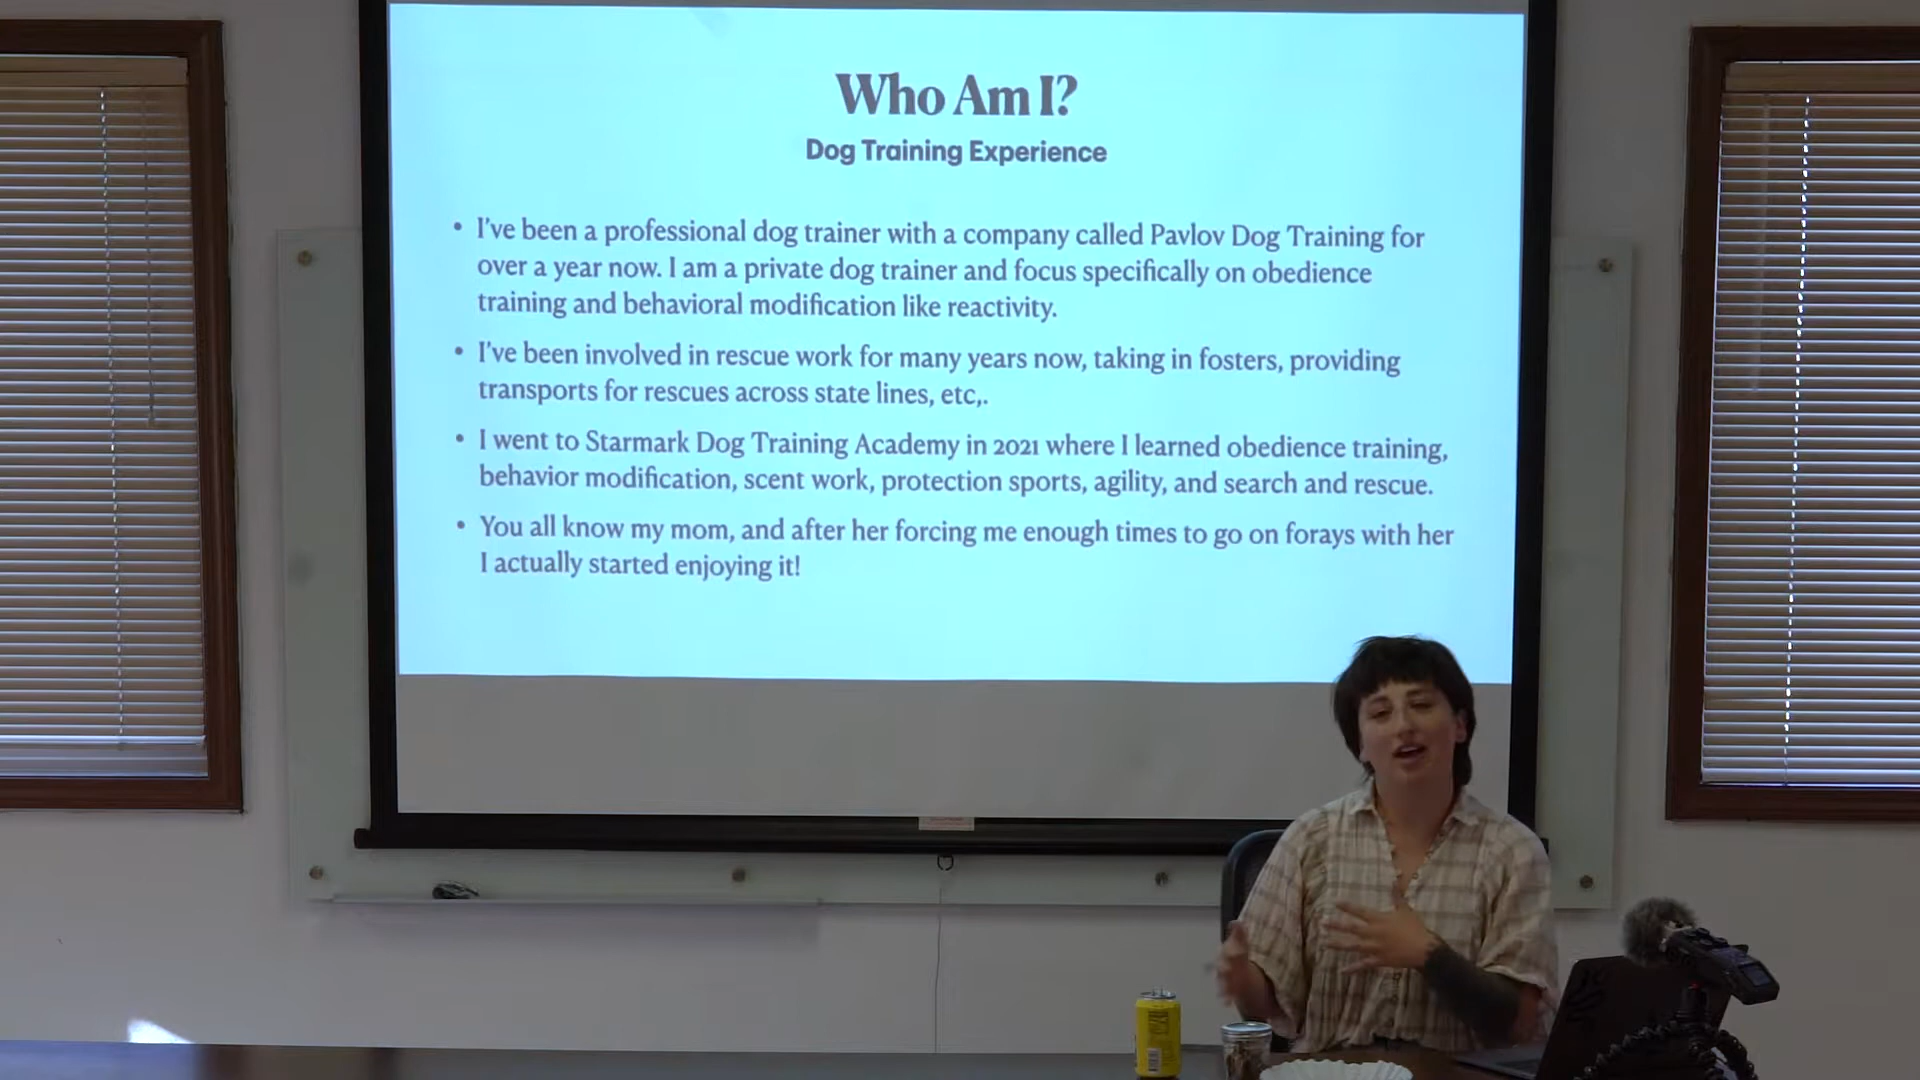 Who Am I?
Dog Training Experience
• I've been a professional dog trainer with a company called Pavlov Dog Training for
over a year now. I am a private dog trainer and focus specifically on obedience
training and behavioral modification like reactivity.
• I've been involved in rescue work for many years now, taking in fosters, providing
transports for rescues across state lines, etc,.
• I went to Starmark Dog Training Academy in 2021 where I learned obedience training,
behavior modification, scent work, protection sports, agility, and search and rescue.
• You all know my mom, and after her forcing me enough times to go on forays with her
I actually started enjoying it!